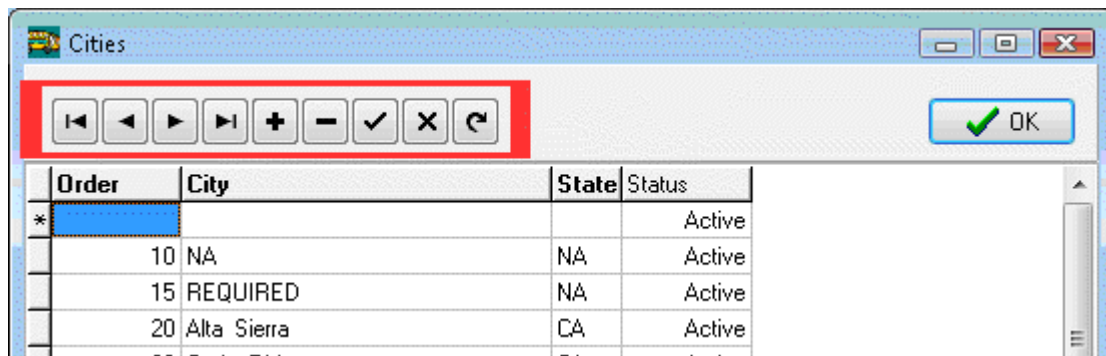 Cities
OK
Order City State Status
* Active
10 NA NA Active
15 REQUIRED NA Active
20 Alta Sierra CA Active